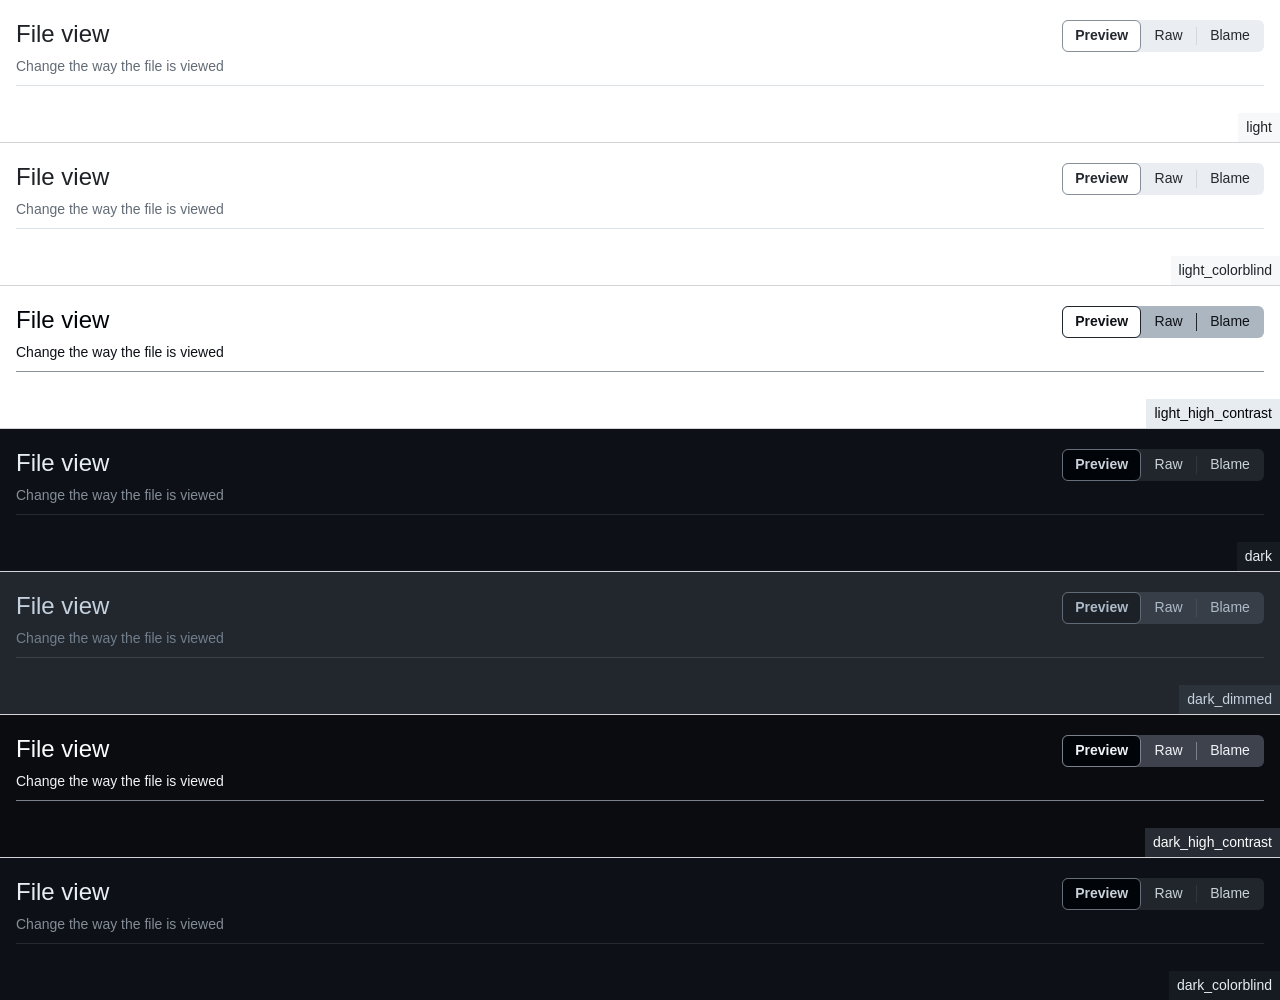 File view
Preview Raw Blame
Change the way the file is viewed
light
File view
Preview Raw Blame
Change the way the file is viewed
light_colorblind
File view
Preview Raw Blame
Change the way the file is viewed
light_high_contrast
File view
Preview Raw Blame
Change the way the file is viewed
dark
File view
Preview Raw Blame
Change the way the file is viewed
dark_dimmed
File view
Preview Raw Blame
Change the way the file is viewed
dark_high_contrast
File view
Preview Raw Blame
Change the way the file is viewed
dark_colorblind